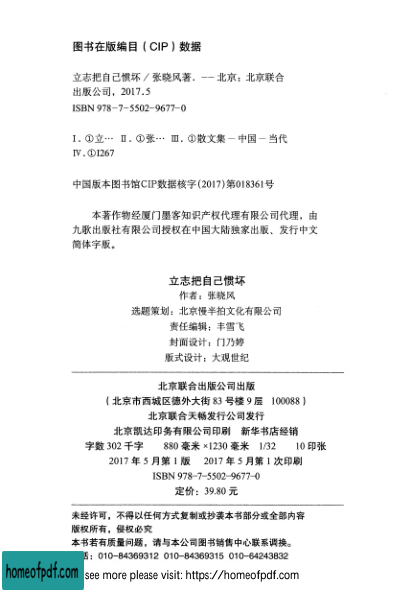 图书在版编目(CIP)数据
立志把自己惯坏/张晓风著. -- 北京:北京联合
出版公司,2017.5
ISBN 978-7-5502-9677-0
Ⅰ. ①立… Ⅱ. ①张… Ⅲ. ①散文集-中国-当代
Ⅳ. ①I267
中国版本图书馆CIP数据核字(2017)第018361号
本著作物经厦门墨客知识产权代理有限公司代理,由
九歌出版社有限公司授权在中国大陆独家出版、发行中文
简体字版。
立志把自己惯坏
作者:张晓风
选题策划:北京慢半拍文化有限公司
责任编辑:丰雪飞
封面设计:门乃婷
版式设计:大观世纪
北京联合出版公司出版
(北京市西城区德外大街 83 号楼 9 层 100088)
北京联合天畅发行公司发行
北京凯达印务有限公司印刷 新华书店经销
字数 302 千字 880 毫米 ×1230 毫米 1/32 10 印张
2017 年 5 月第 1 版 2017 年 5 月第 1 次印刷
ISBN 978-7-5502-9677-0
定价:39.80 元
未经许可,不得以任何方式复制或抄袭本书部分或全部内容
版权所有,侵权必究
本书若有质量问题,请与本公司图书销售中心联系调换。
:010-84369312 010-84369315 010-64243832
homeofpdf.com
see more please visit: https://homeofpdf.com